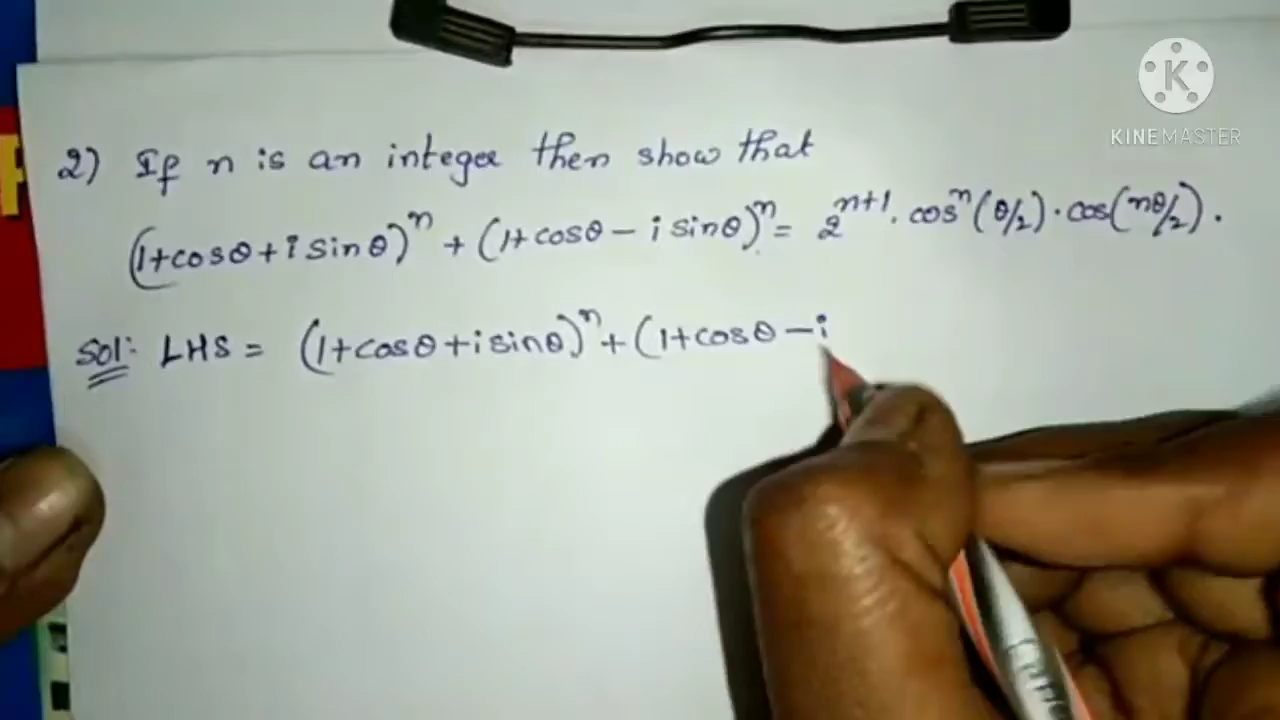 K
KINEMASTER
2) If n is an integer then show that
(1+cosθ+i sinθ)^n + (1+cosθ - i sinθ)^n = 2^{n+1} . cos^n (θ/2) . cos(nθ/2) .
Sol: LHS = (1+cosθ+i sinθ)^n + (1+cosθ - i